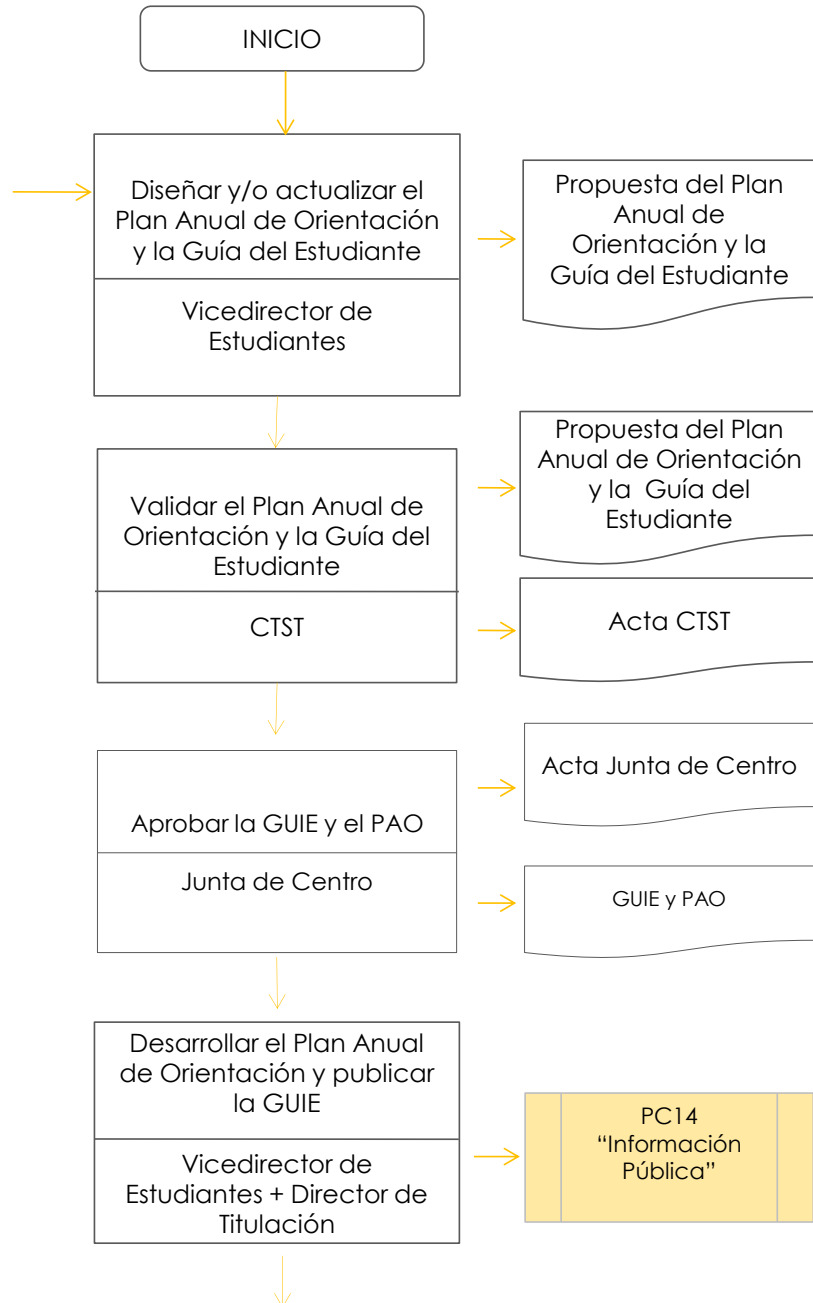 INICIO
Diseñar y/o actualizar el
Plan Anual de Orientación
y la Guía del Estudiante
Vicedirector de
Estudiantes
Propuesta del Plan
Anual de
Orientación y la
Guía del Estudiante
Validar el Plan Anual de
Orientación y la Guía del
Estudiante
CTST
Propuesta del Plan
Anual de Orientación
y la Guía del
Estudiante
Acta CTST
Aprobar la GUIE y el PAO
Junta de Centro
Acta Junta de Centro
GUIE y PAO
Desarrollar el Plan Anual
de Orientación y publicar
la GUIE
Vicedirector de
Estudiantes + Director de
Titulación
PC14
“Información
Pública”